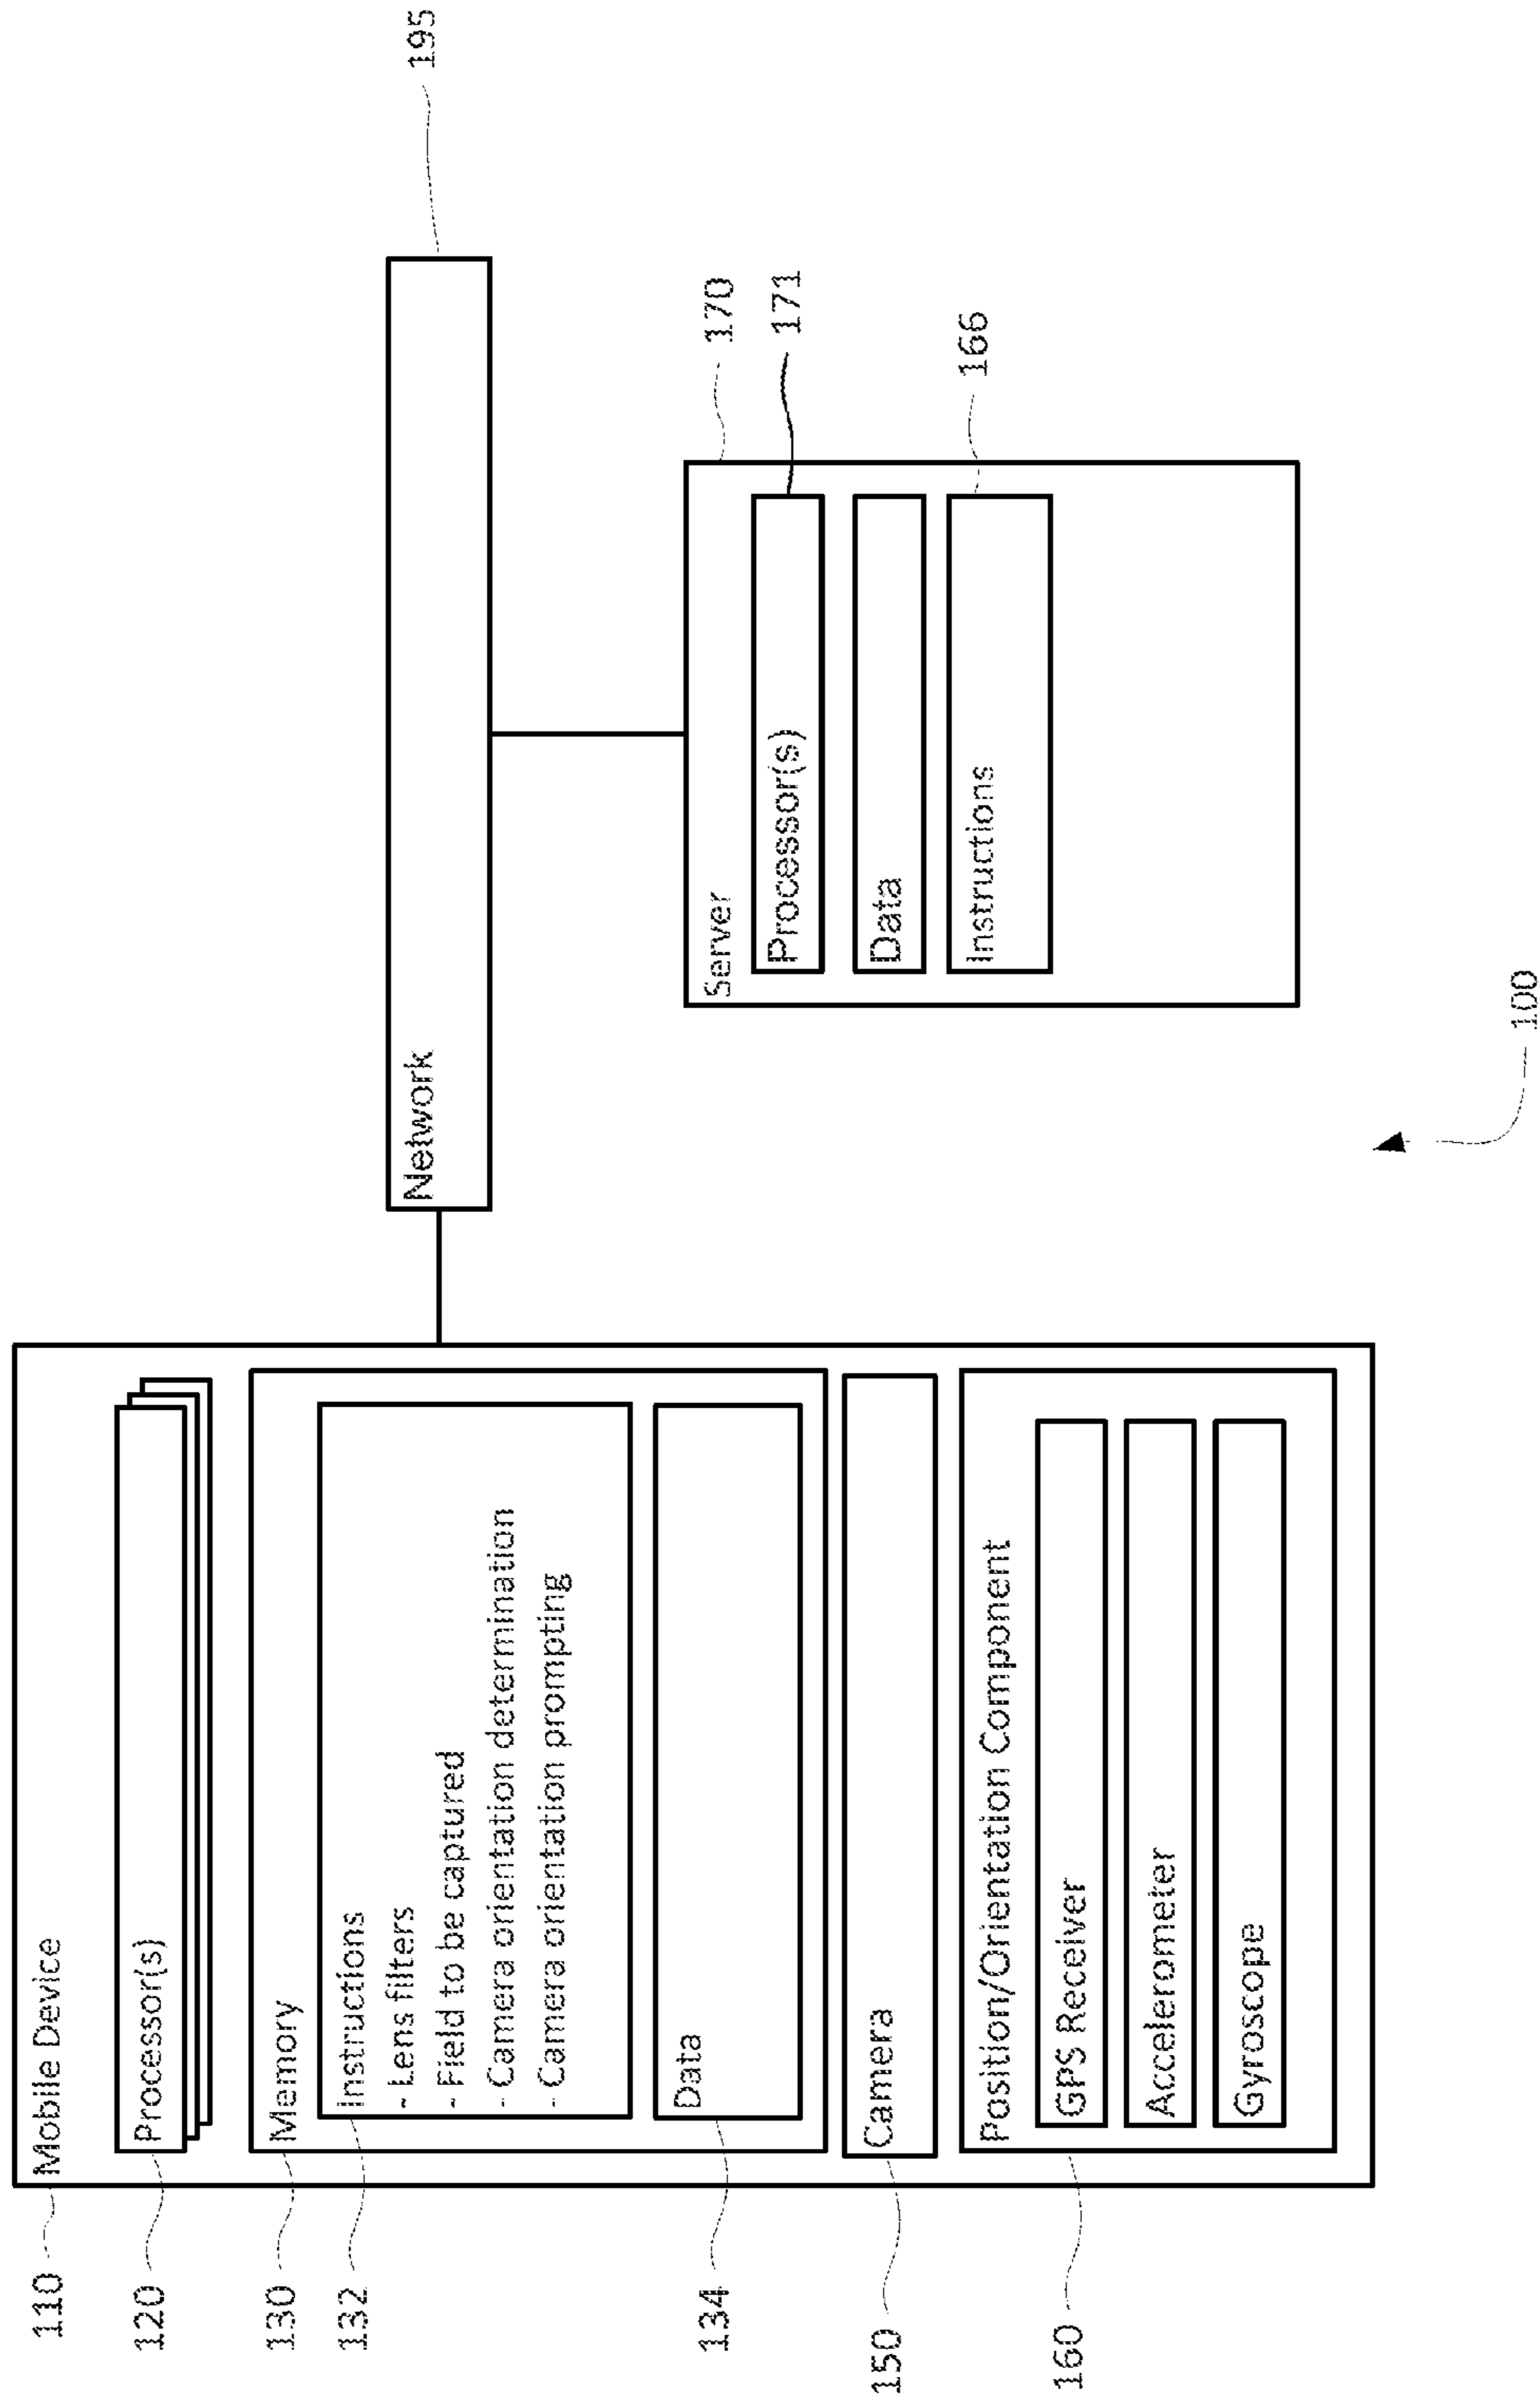 110
Mobile Device
120
Processor(s)
130
Memory
132
Instructions
- Lens filters
- Field to be captured
- Camera orientation determination
- Camera orientation prompting
134
Data
150
Camera
160
Position/Orientation Component
GPS Receiver
Accelerometer
Gyroscope
Network
195
Server
170
Processor(s)
171
Data
Instructions
166
100